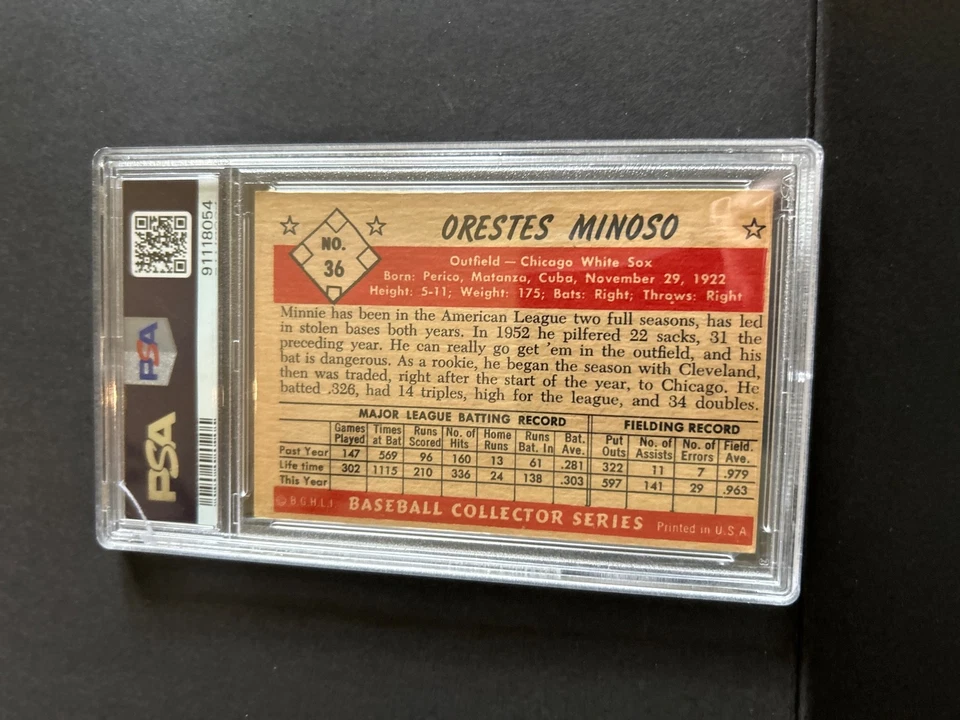 PSA
PSA
91118054
NO.
36
ORESTES MINOSO
Outfield — Chicago White Sox
Born: Perico, Matanza, Cuba, November 29, 1922
Height: 5-11; Weight: 175; Bats: Right; Throws: Right
Minnie has been in the American League two full seasons, has led
in stolen bases both years. In 1952 he pilfered 22 sacks, 31 the
preceding year. He can really go get 'em in the outfield, and his
bat is dangerous. As a rookie, he began the season with Cleveland,
then was traded, right after the start of the year, to Chicago. He
batted .326, had 14 triples, high for the league, and 34 doubles.
MAJOR LEAGUE BATTING RECORD FIELDING RECORD
Games Times Runs No. of Home Runs Bat. Put No. of No. of Field.
Played at Bat Scored Hits Runs Bat. In Ave. Outs Assists Errors Ave.
Past Year 147 569 96 160 13 61 .281 322 11 7 .979
Life time 302 1115 210 336 24 138 .303 597 141 29 .963
This Year
© B.G.H.L.I. BASEBALL COLLECTOR SERIES Printed in U.S.A